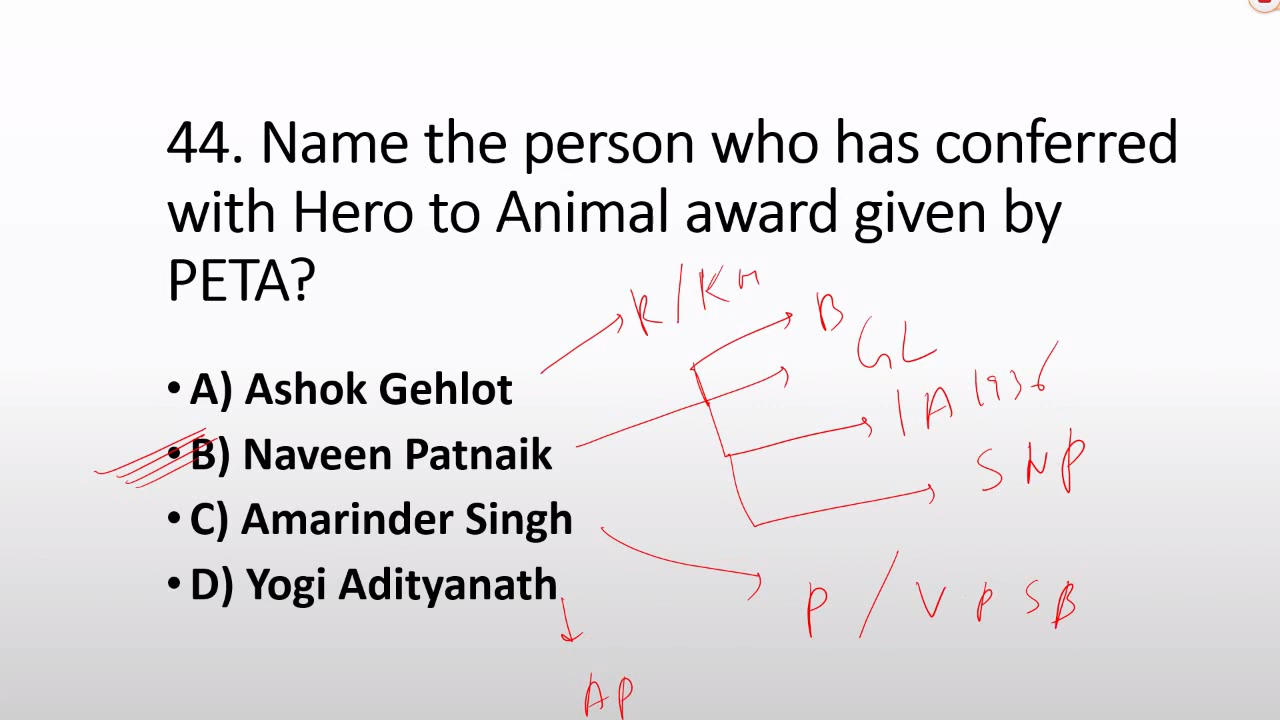 44. Name the person who has conferred
with Hero to Animal award given by
PETA?
R/KM
B
GL
• A) Ashok Gehlot
1A 1936
• B) Naveen Patnaik
SNP
• C) Amarinder Singh
• D) Yogi Adityanath
P/VPSB
AP